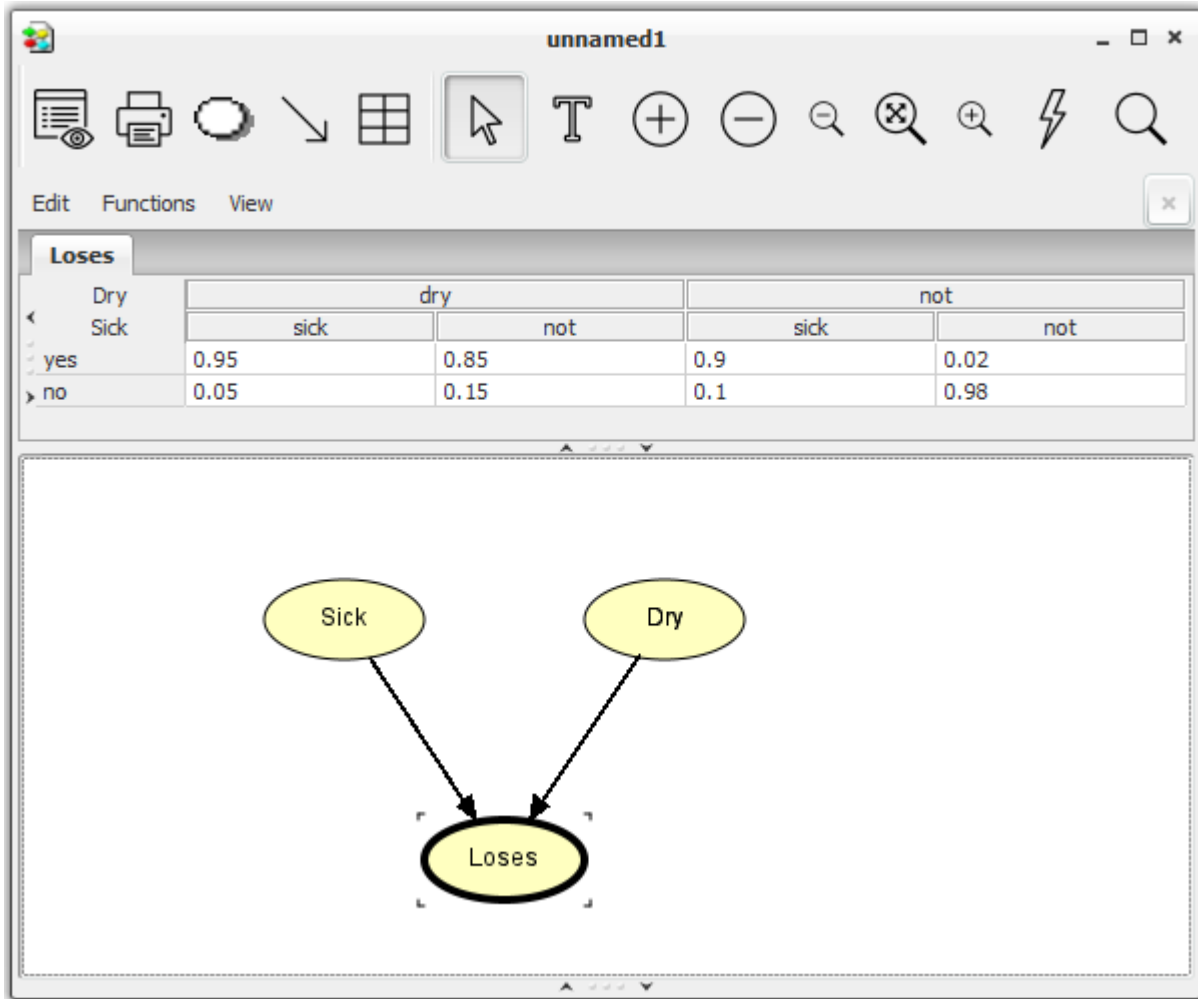 unnamed1
T
Edit Functions View
Loses
Dry dry not
Sick sick not sick not
yes 0.95 0.85 0.9 0.02
no 0.05 0.15 0.1 0.98
Sick Dry
Loses